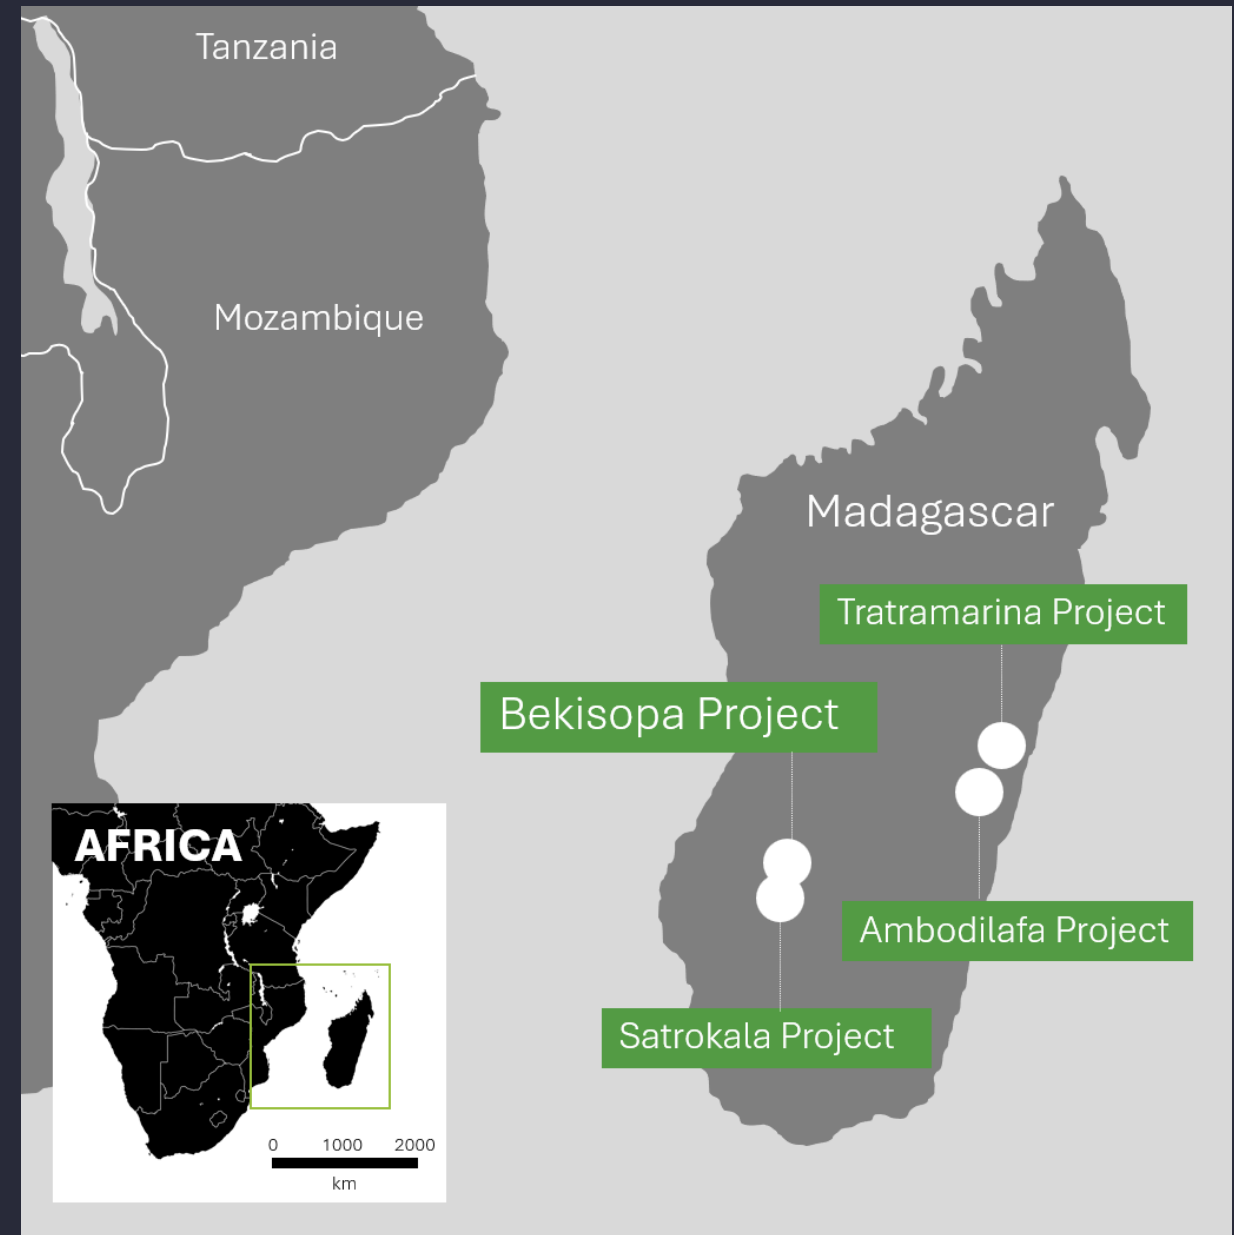 Tanzania
Mozambique
Madagascar
Tratramarina Project
Bekisopa Project
Ambodilafa Project
Satrokala Project
AFRICA
0 1000 2000
km